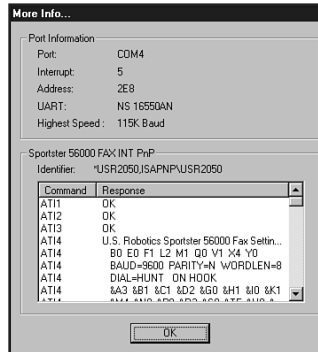 More Info...
Port Information
Port: COM4
Interrupt: 5
Address: 2E8
UART: NS 16550AN
Highest Speed: 115K Baud
Sportster 56000 FAX INT PnP
Identifier: *USR2050,ISAPNP\USR2050
Command Response
ATI1 OK
ATI2 OK
ATI3 OK
ATI4 U.S. Robotics Sportster 56000 Fax Settin...
ATI4 B0 E0 F1 L2 M1 Q0 V1 X4 Y0
ATI4 BAUD=9600 PARITY=N WORDLEN=8
ATI4 DIAL=HUNT ON HOOK
ATI4 &A3 &B1 &C1 &D2 &G0 &H1 &I0 &K1
OK